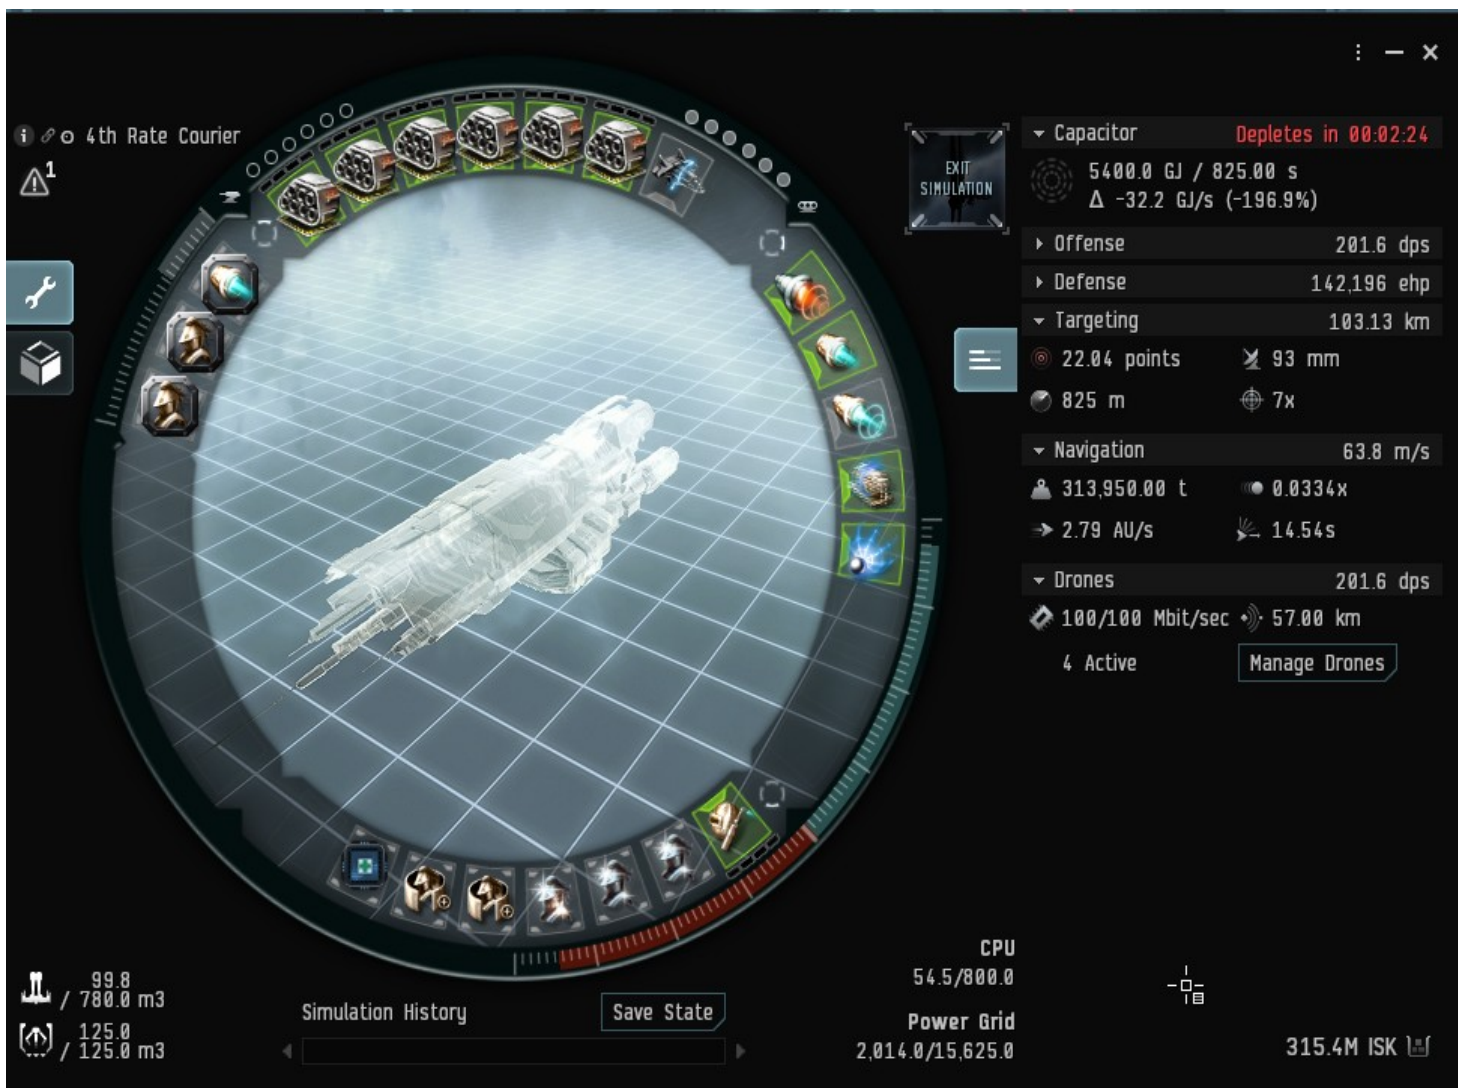 4th Rate Courier
1
EXIT
SIMULATION
Capacitor Depletes in 00:02:24
5400.0 GJ / 825.00 s
Δ -32.2 GJ/s (-196.9%)
Offense 201.6 dps
Defense 142,196 ehp
Targeting 103.13 km
22.04 points 93 mm
825 m 7x
Navigation 63.8 m/s
313,950.00 t 0.0334x
2.79 AU/s 14.54s
Drones 201.6 dps
100/100 Mbit/sec 57.00 km
4 Active Manage Drones
99.8
/ 780.0 m3
125.0
/ 125.0 m3
Simulation History Save State
CPU
54.5/800.0
Power Grid
2,014.0/15,625.0
315.4M ISK